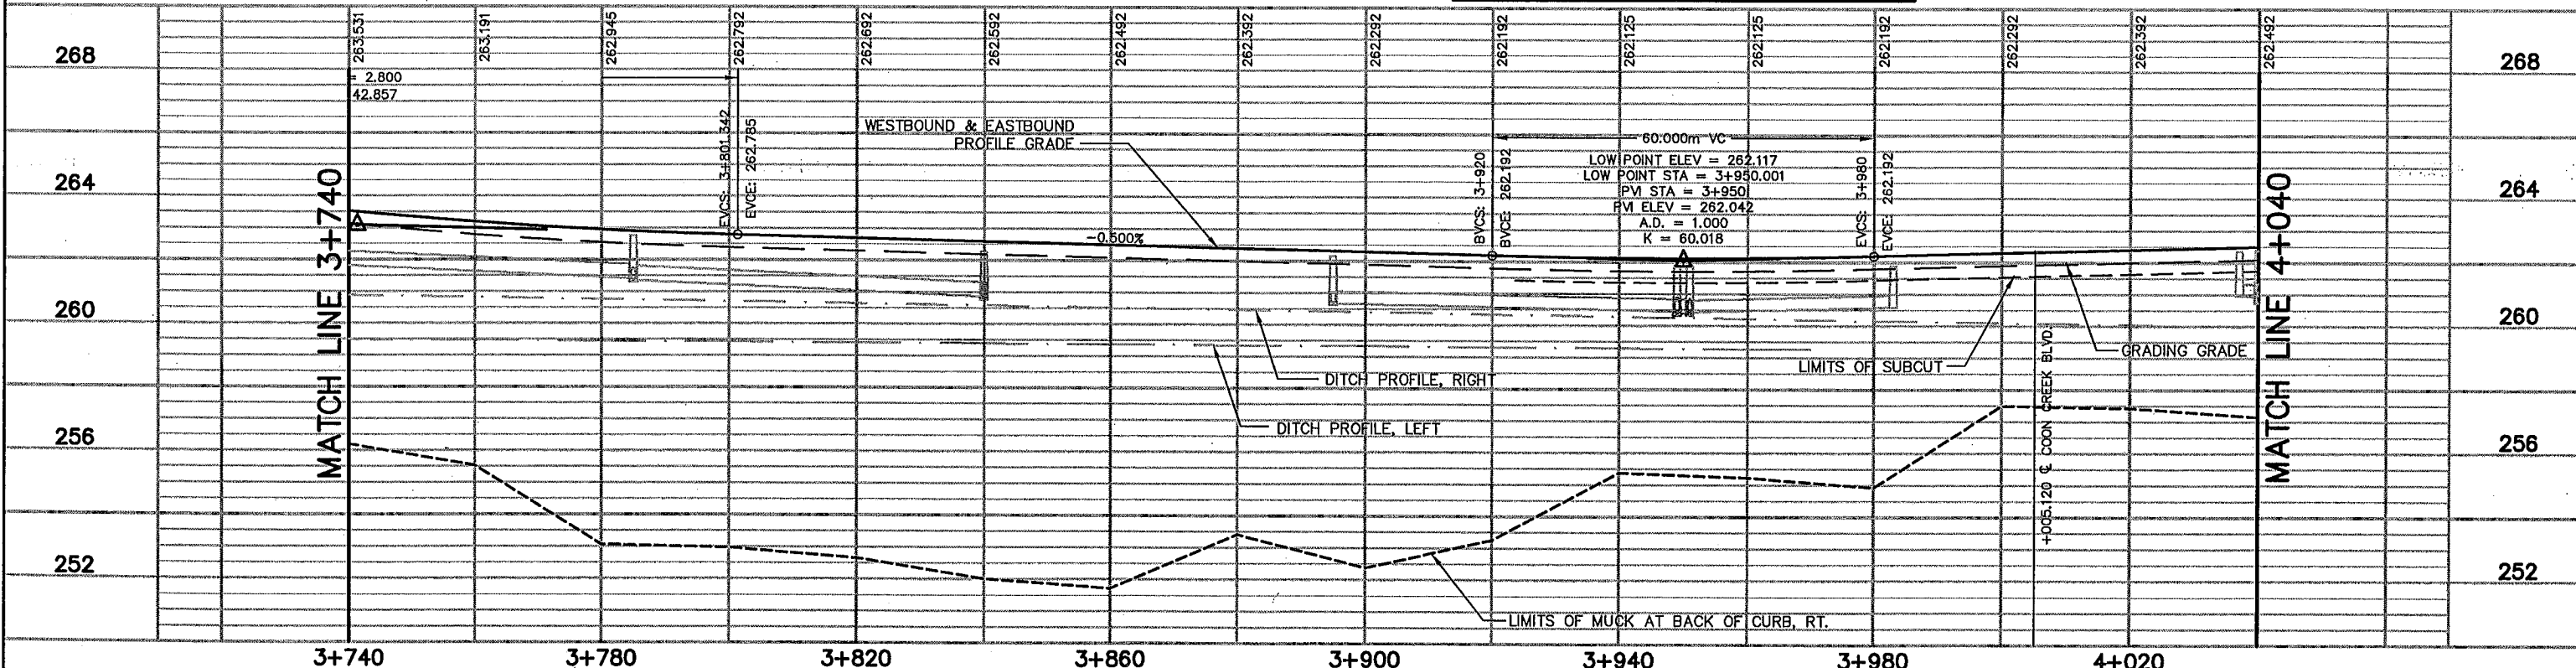 263.531
263.191
262.945
262.792
262.692
262.592
262.492
262.392
262.292
262.192
262.125
262.125
262.192
262.292
262.392
262.492
268
268
= 2.800
42.857
EVCS: 3+801.342
EVCE: 262.785
WESTBOUND & EASTBOUND
PROFILE GRADE
60.000m VC
LOW POINT ELEV = 262.117
LOW POINT STA = 3+950.001
PVI STA = 3+950
PVI ELEV = 262.042
A.D. = 1.000
K = 60.018
BVCS: 3+920
BVCE: 262.192
EVCS: 3+980
EVCE: 262.192
264
264
MATCH LINE 3+740
MATCH LINE 4+040
-0.500%
260
260
DITCH PROFILE, RIGHT
DITCH PROFILE, LEFT
LIMITS OF SUBCUT
GRADING GRADE
+005.120 ℄ COON CREEK BLVD.
256
256
252
252
LIMITS OF MUCK AT BACK OF CURB, RT.
3+740
3+780
3+820
3+860
3+900
3+940
3+980
4+020